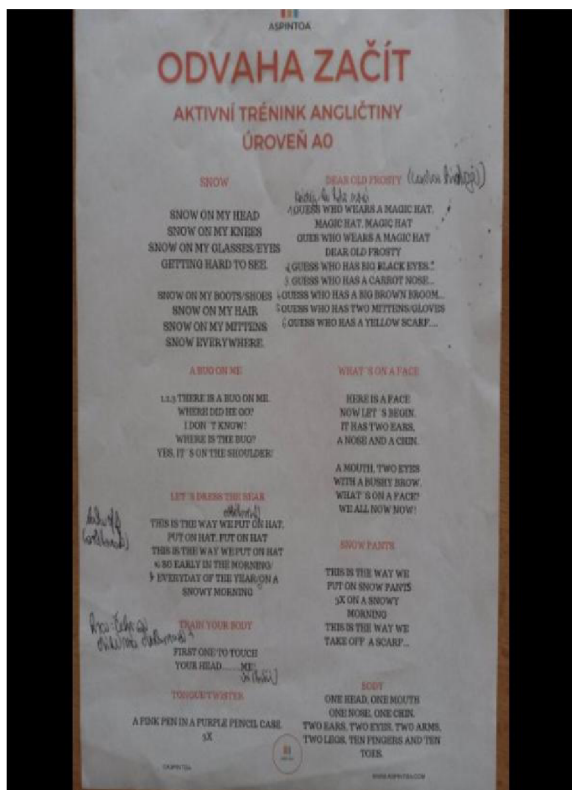 ASPINTOA
ODVAHA ZAČÍT
AKTIVNÍ TRÉNINK ANGLIČTINY
ÚROVEŇ A0
SNOW
SNOW ON MY HEAD
SNOW ON MY KNEES
SNOW ON MY GLASSES/EYES
GETTING HARD TO SEE.
SNOW ON MY BOOTS/SHOES
SNOW ON MY HAIR
SNOW ON MY MITTENS
SNOW EVERYWHERE.
DEAR OLD FROSTY
1 GUESS WHO WEARS A MAGIC HAT,
MAGIC HAT, MAGIC HAT
GUES WHO WEARS A MAGIC HAT
DEAR OLD FROSTY
GUESS WHO HAS BIG BLACK EYES...
3 GUESS WHO HAS A CARROT NOSE...
GUESS WHO HAS A BIG BROWN BROOM...
GUESS WHO HAS TWO MITTENS/GLOVES
GUESS WHO HAS A YELLOW SCARF...
A BUG ON ME
1,2,3 THERE IS A BUG ON ME.
WHERE DID HE GO?
I DON´T KNOW!
WHERE IS THE BUG?
YES, IT´S ON THE SHOULDER!
WHAT´S ON A FACE
HERE IS A FACE
NOW LET´S BEGIN.
IT HAS TWO EARS,
A NOSE AND A CHIN.
A MOUTH, TWO EYES
WITH A BUSHY BROW.
WHAT´S ON A FACE?
WE ALL NOW NOW!
LET´S DRESS THE BEAR
THIS IS THE WAY WE PUT ON HAT,
PUT ON HAT, PUT ON HAT
THIS IS THE WAY WE PUT ON HAT
SO EARLY IN THE MORNING/
EVERYDAY OF THE YEAR/ON A
SNOWY MORNING
SNOW PANTS
THIS IS THE WAY WE
PUT ON SNOW PANTS
3X ON A SNOWY
MORNING
THIS IS THE WAY WE
TAKE OFF A SCARF...
TRAIN YOUR BODY
FIRST ONE TO TOUCH
YOUR HEAD........ME!
TONGUETWISTER
A PINK PEN IN A PURPLE PENCIL CASE.
5X
BODY
ONE HEAD, ONE MOUTH
ONE NOSE, ONE CHIN.
TWO EARS, TWO EYES, TWO ARMS,
TWO LEGS, TEN FINGERS AND TEN
TOES.
©ASPINTOA
WWW.ASPINTOA.COM